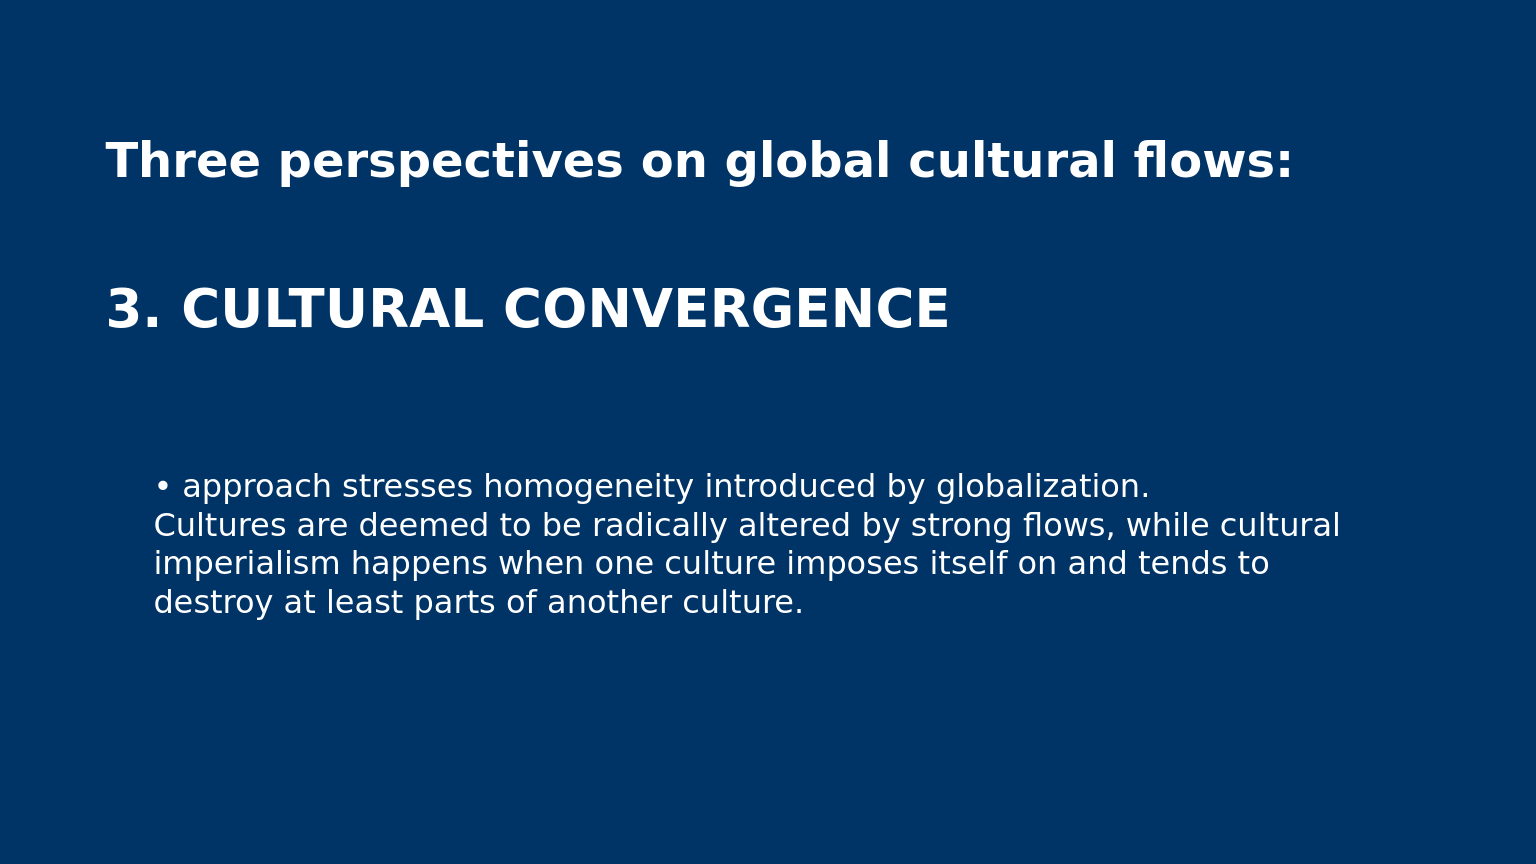 Three perspectives on global cultural flows:
3. CULTURAL CONVERGENCE
• approach stresses homogeneity introduced by globalization.
Cultures are deemed to be radically altered by strong flows, while cultural
imperialism happens when one culture imposes itself on and tends to
destroy at least parts of another culture.